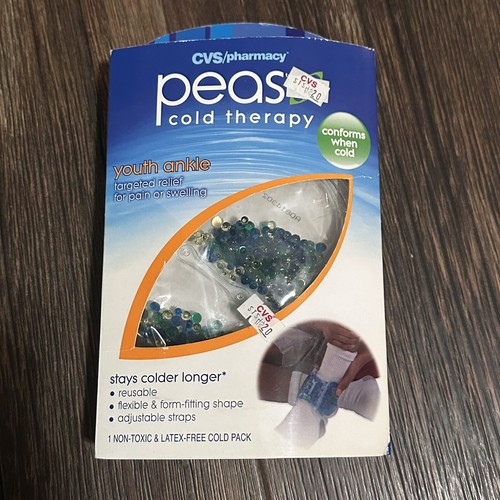 CVS/pharmacy
peas
cold therapy
conforms
when
cold
youth ankle
targeted relief
for pain or swelling
CVS
stays colder longer*
• reusable
• flexible & form-fitting shape
• adjustable straps
1 NON-TOXIC & LATEX-FREE COLD PACK